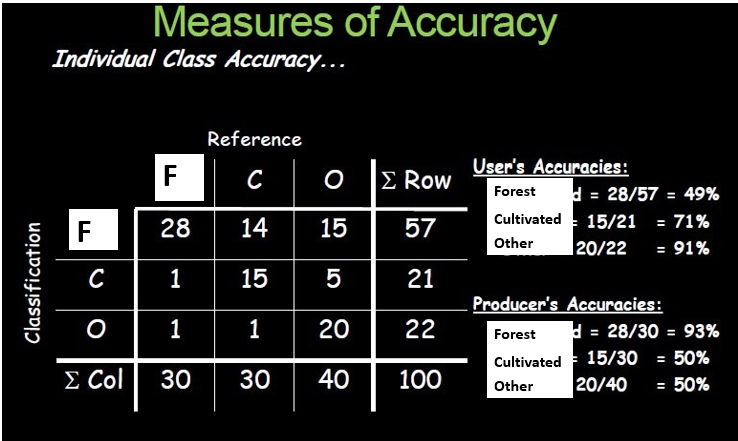 Measures of Accuracy
Individual Class Accuracy...
Reference
F C O Σ Row
F 28 14 15 57
C 1 15 5 21
O 1 1 20 22
Σ Col 30 30 40 100
Classification
User's Accuracies:
Forest d = 28/57 = 49%
Cultivated = 15/21 = 71%
Other 20/22 = 91%
Producer's Accuracies:
Forest d = 28/30 = 93%
Cultivated = 15/30 = 50%
Other 20/40 = 50%